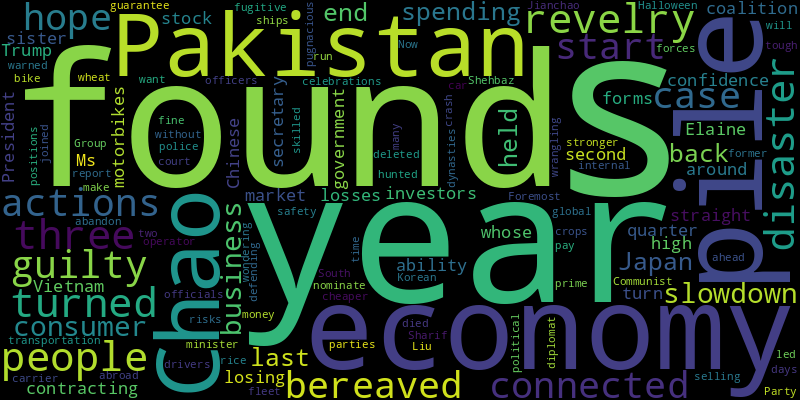 guarantee
fugitive
Jianchao
Halloween
coalition
hope
stock
ships
pugnacious
spending
revelry
will
sister
Pakistan
end
Now
start
forces
tough
Trump
warned
bike
wheat
celebrations
run
want
officers
Shehbaz
car
confidence
found
S
case
pile
forms
disaster
President
positions
joined
motorbikes
fine
without
police
Group
Ms
court
report
make
secretary
skilled
government
Chinese
deleted
many
hunted
held
dynasties
crash
wrangling
stronger
second
internal
Elaine
back
former
around
actions
abandon
three
two
operator
guilty
Vietnam
turned
consumer
transportation
people
carrier
abroad
contracting
chao
market
losses
investors
business
safety
wondering
defending
year
whose
Foremost
global
crops
pay
straight
quarter
high
Japan
ahead
ability
Korean
time
South
nominate
cheaper
prime
Communist
turn
slowdown
officials
risks
money
minister
drivers
rice
last
losing
fleet
parties
died
Sharif
Liu
economy
political
diplomat
bereaved
connected
selling
led
days
Party